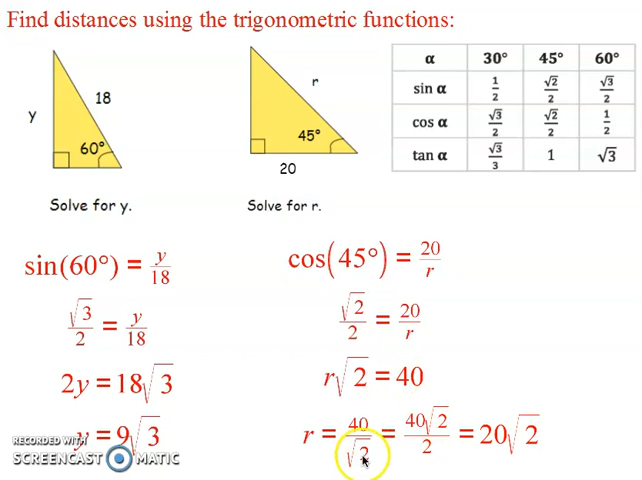 Find distances using the trigonometric functions:
y
18
60°
Solve for y.
r
45°
20
Solve for r.
α 30° 45° 60°
sin α 1/2 √2/2 √3/2
cos α √3/2 √2/2 1/2
tan α √3/3 1 √3
sin(60°) = y/18
√3/2 = y/18
2y = 18√3
y = 9√3
cos(45°) = 20/r
√2/2 = 20/r
r√2 = 40
r = 40/√2 = 40√2/2 = 20√2
RECORDED WITH
SCREENCAST MATIC